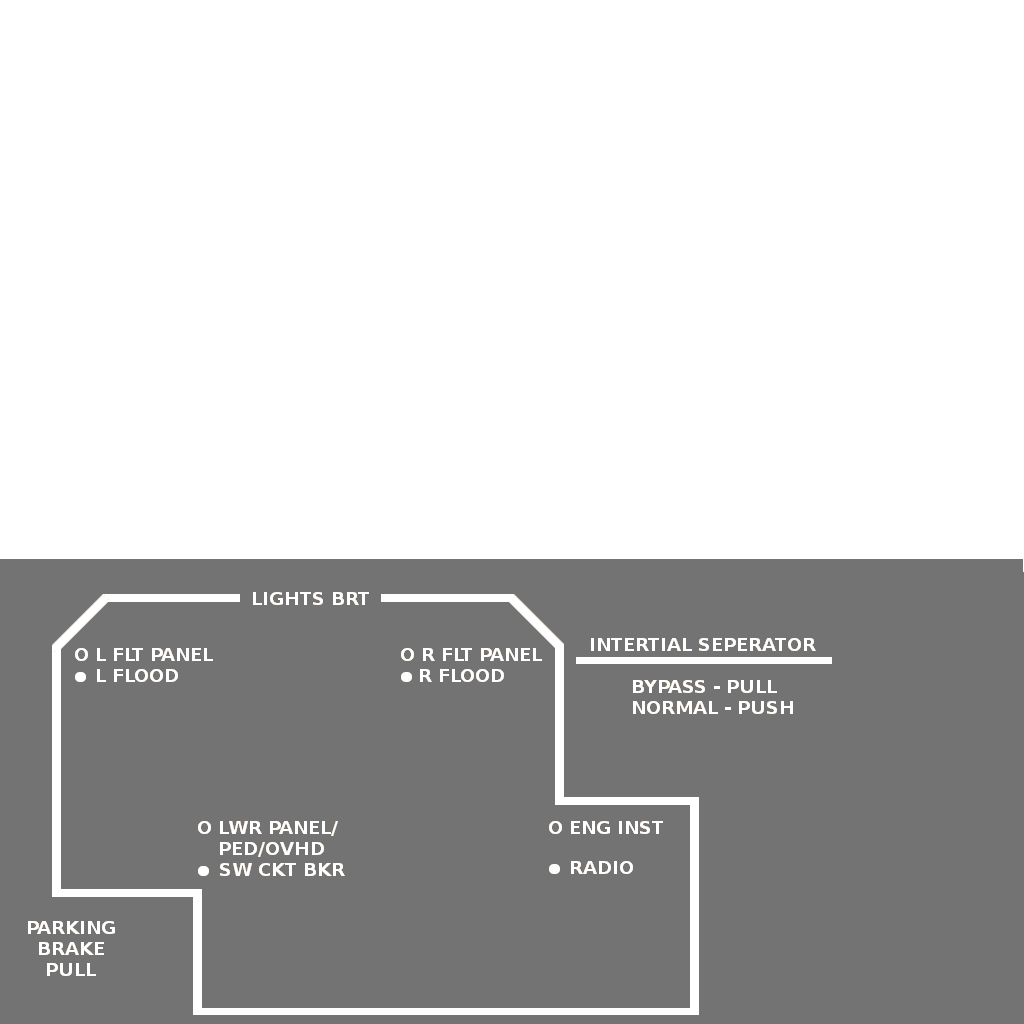 LIGHTS BRT
O L FLT PANEL
● L FLOOD
O R FLT PANEL
● R FLOOD
INTERTIAL SEPERATOR
BYPASS - PULL
NORMAL - PUSH
O LWR PANEL/
PED/OVHD
● SW CKT BKR
O ENG INST
● RADIO
PARKING
BRAKE
PULL